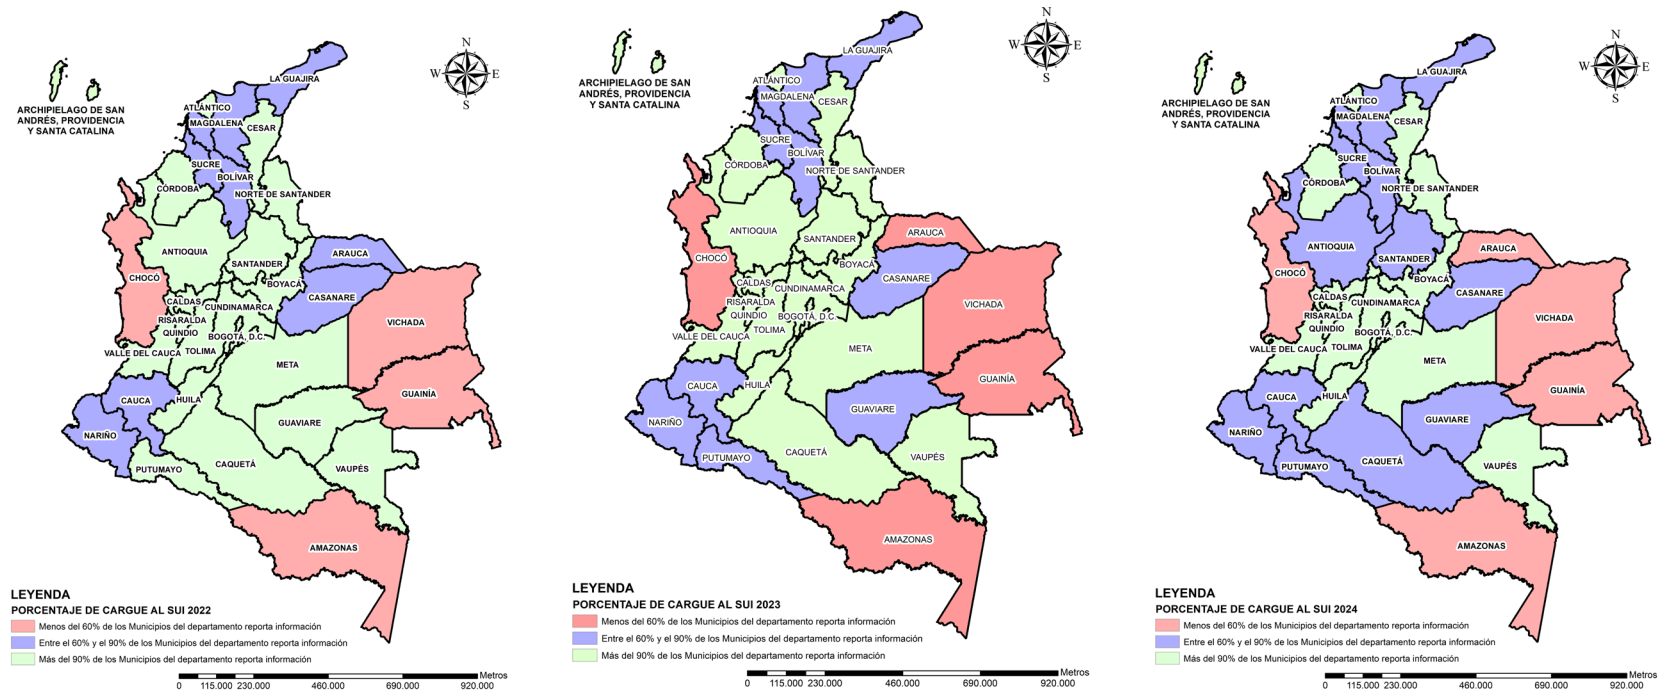 N
W E
S
ARCHIPELAGO DE SAN
ANDRÉS, PROVIDENCIA
Y SANTA CATALINA
LA GUAJIRA
ATLÁNTICO
MAGDALENA
CESAR
SUCRE
BOLÍVAR
CÓRDOBA
NORTE DE SANTANDER
ANTIOQUIA
SANTANDER
ARAUCA
CHOCÓ
BOYACÁ
CASANARE
CALDAS
CUNDINAMARCA
RISARALDA
VICHADA
QUINDIO
BOGOTÁ, D.C.
VALLE DEL CAUCA
TOLIMA
META
GUAINÍA
CAUCA
HUILA
GUAVIARE
NARIÑO
CAQUETÁ
PUTUMAYO
VAUPÉS
AMAZONAS
LEYENDA
PORCENTAJE DE CARGUE AL SUI 2022
Menos del 60% de los Municipios del departamento reporta información
Entre el 60% y el 90% de los Municipios del departamento reporta información
Más del 90% de los Municipios del departamento reporta información
Metros
0 115.000 230.000 460.000 690.000 920.000
N
W E
S
ARCHIPELAGO DE SAN
ANDRÉS, PROVIDENCIA
Y SANTA CATALINA
LA GUAJIRA
ATLÁNTICO
MAGDALENA
CESAR
SUCRE
BOLÍVAR
CÓRDOBA
NORTE DE SANTANDER
ANTIOQUIA
SANTANDER
ARAUCA
CHOCÓ
BOYACÁ
CASANARE
CALDAS
CUNDINAMARCA
RISARALDA
VICHADA
QUINDIO
BOGOTÁ, D.C.
TOLIMA
VALLE DEL CAUCA
META
GUAINÍA
CAUCA
HUILA
GUAVIARE
NARIÑO
CAQUETÁ
PUTUMAYO
VAUPÉS
AMAZONAS
LEYENDA
PORCENTAJE DE CARGUE AL SUI 2023
Menos del 60% de los Municipios del departamento reporta información
Entre el 60% y el 90% de los Municipios del departamento reporta información
Más del 90% de los Municipios del departamento reporta información
Metros
0 115.000 230.000 460.000 690.000 920.000
N
W E
S
ARCHIPELAGO DE SAN
ANDRÉS, PROVIDENCIA
Y SANTA CATALINA
LA GUAJIRA
ATLÁNTICO
MAGDALENA
CESAR
SUCRE
BOLÍVAR
CÓRDOBA
NORTE DE SANTANDER
ANTIOQUIA
SANTANDER
ARAUCA
CHOCÓ
BOYACÁ
CASANARE
CALDAS
CUNDINAMARCA
RISARALDA
VICHADA
QUINDIO
BOGOTÁ, D.C.
VALLE DEL CAUCA
TOLIMA
META
GUAINÍA
CAUCA
HUILA
GUAVIARE
NARIÑO
CAQUETÁ
PUTUMAYO
VAUPÉS
AMAZONAS
LEYENDA
PORCENTAJE DE CARGUE AL SUI 2024
Menos del 60% de los Municipios del departamento reporta información
Entre el 60% y el 90% de los Municipios del departamento reporta información
Más del 90% de los Municipios del departamento reporta información
Metros
0 115.000 230.000 460.000 690.000 920.000